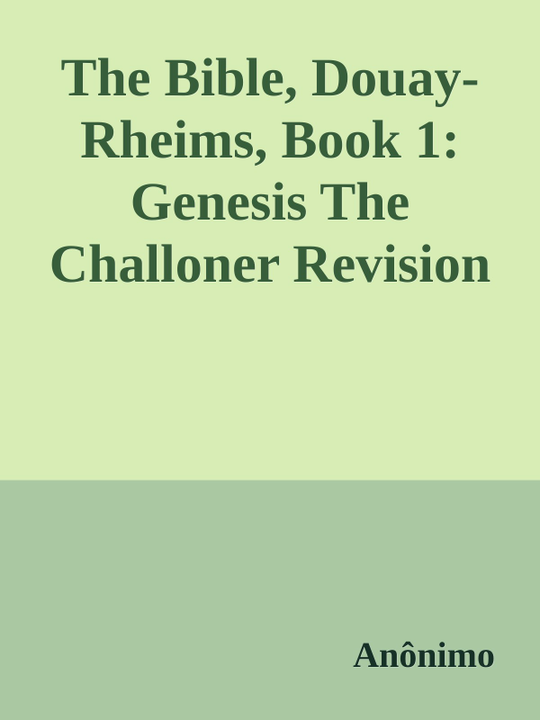 The Bible, Douay-
Rheims, Book 1:
Genesis The
Challoner Revision
Anônimo